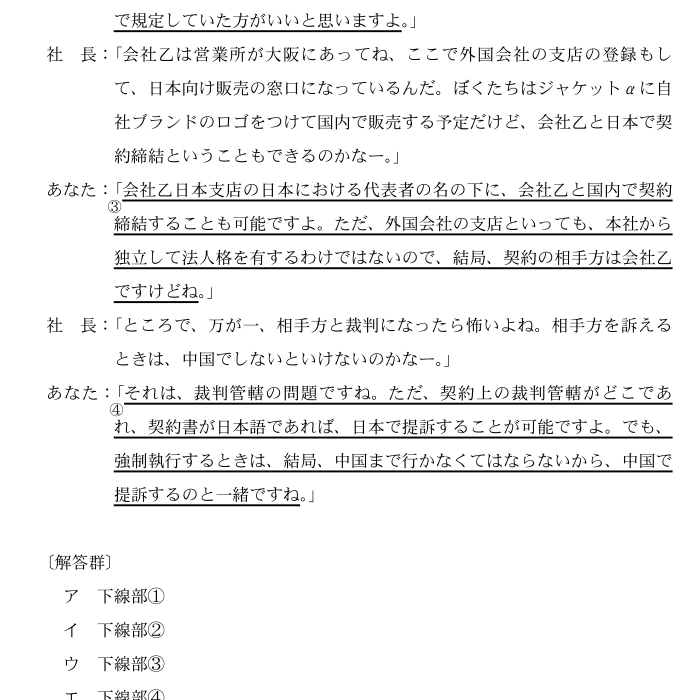 で規定していた方がいいと思いますよ。」
社　長：「会社乙は営業所が大阪にあってね、ここで外国会社の支店の登録もし
て、日本向け販売の窓口になっているんだ。ぼくたちはジャケットαに自
社ブランドのロゴをつけて国内で販売する予定だけど、会社乙と日本で契
約締結ということもできるのかなー。」
あなた：「会社乙日本支店の日本における代表者の名の下に、会社乙と国内で契約
③
締結することも可能ですよ。ただ、外国会社の支店といっても、本社から
独立して法人格を有するわけではないので、結局、契約の相手方は会社乙
ですけどね。」
社　長：「ところで、万が一、相手方と裁判になったら怖いよね。相手方を訴える
ときは、中国でしないといけないのかなー。」
あなた：「それは、裁判管轄の問題ですね。ただ、契約上の裁判管轄がどこであ
④
れ、契約書が日本語であれば、日本で提訴することが可能ですよ。でも、
強制執行するときは、結局、中国まで行かなくてはならないから、中国で
提訴するのと一緒ですね。」
〔解答群〕
ア　下線部①
イ　下線部②
ウ　下線部③
エ　下線部④